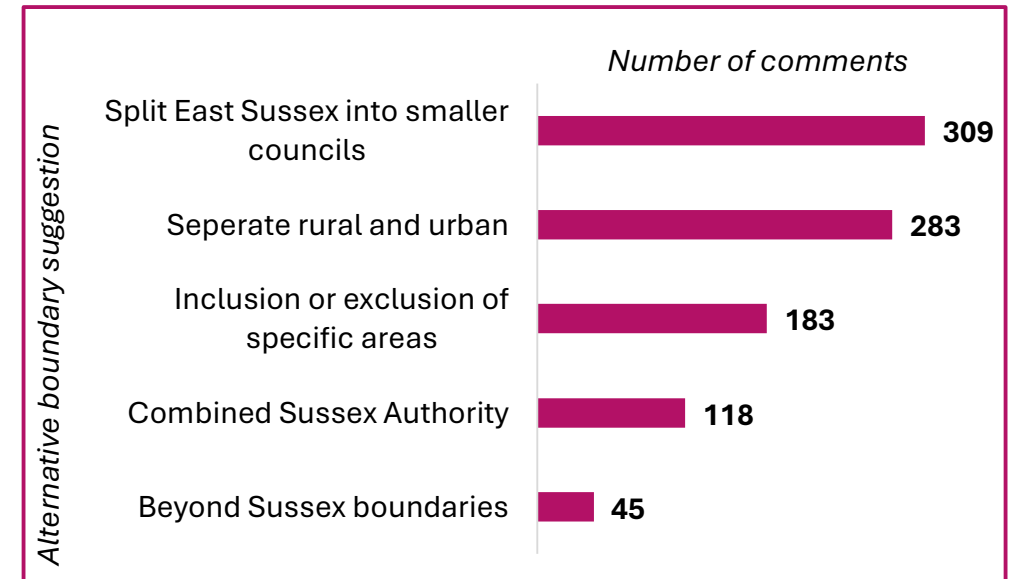 Number of comments
Alternative boundary suggestion
Split East Sussex into smaller
councils
309
Seperate rural and urban
283
Inclusion or exclusion of
specific areas
183
Combined Sussex Authority
118
Beyond Sussex boundaries
45